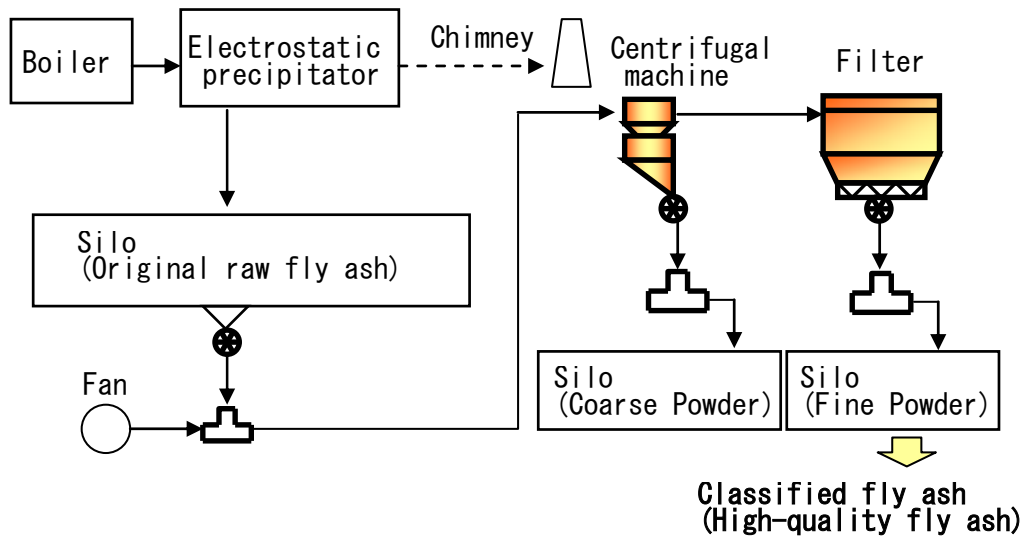 Boiler
Electrostatic
precipitator
Chimney
Centrifugal
machine
Filter
Silo
(Original raw fly ash)
Fan
Silo
(Coarse Powder)
Silo
(Fine Powder)
Classified fly ash
(High-quality fly ash)